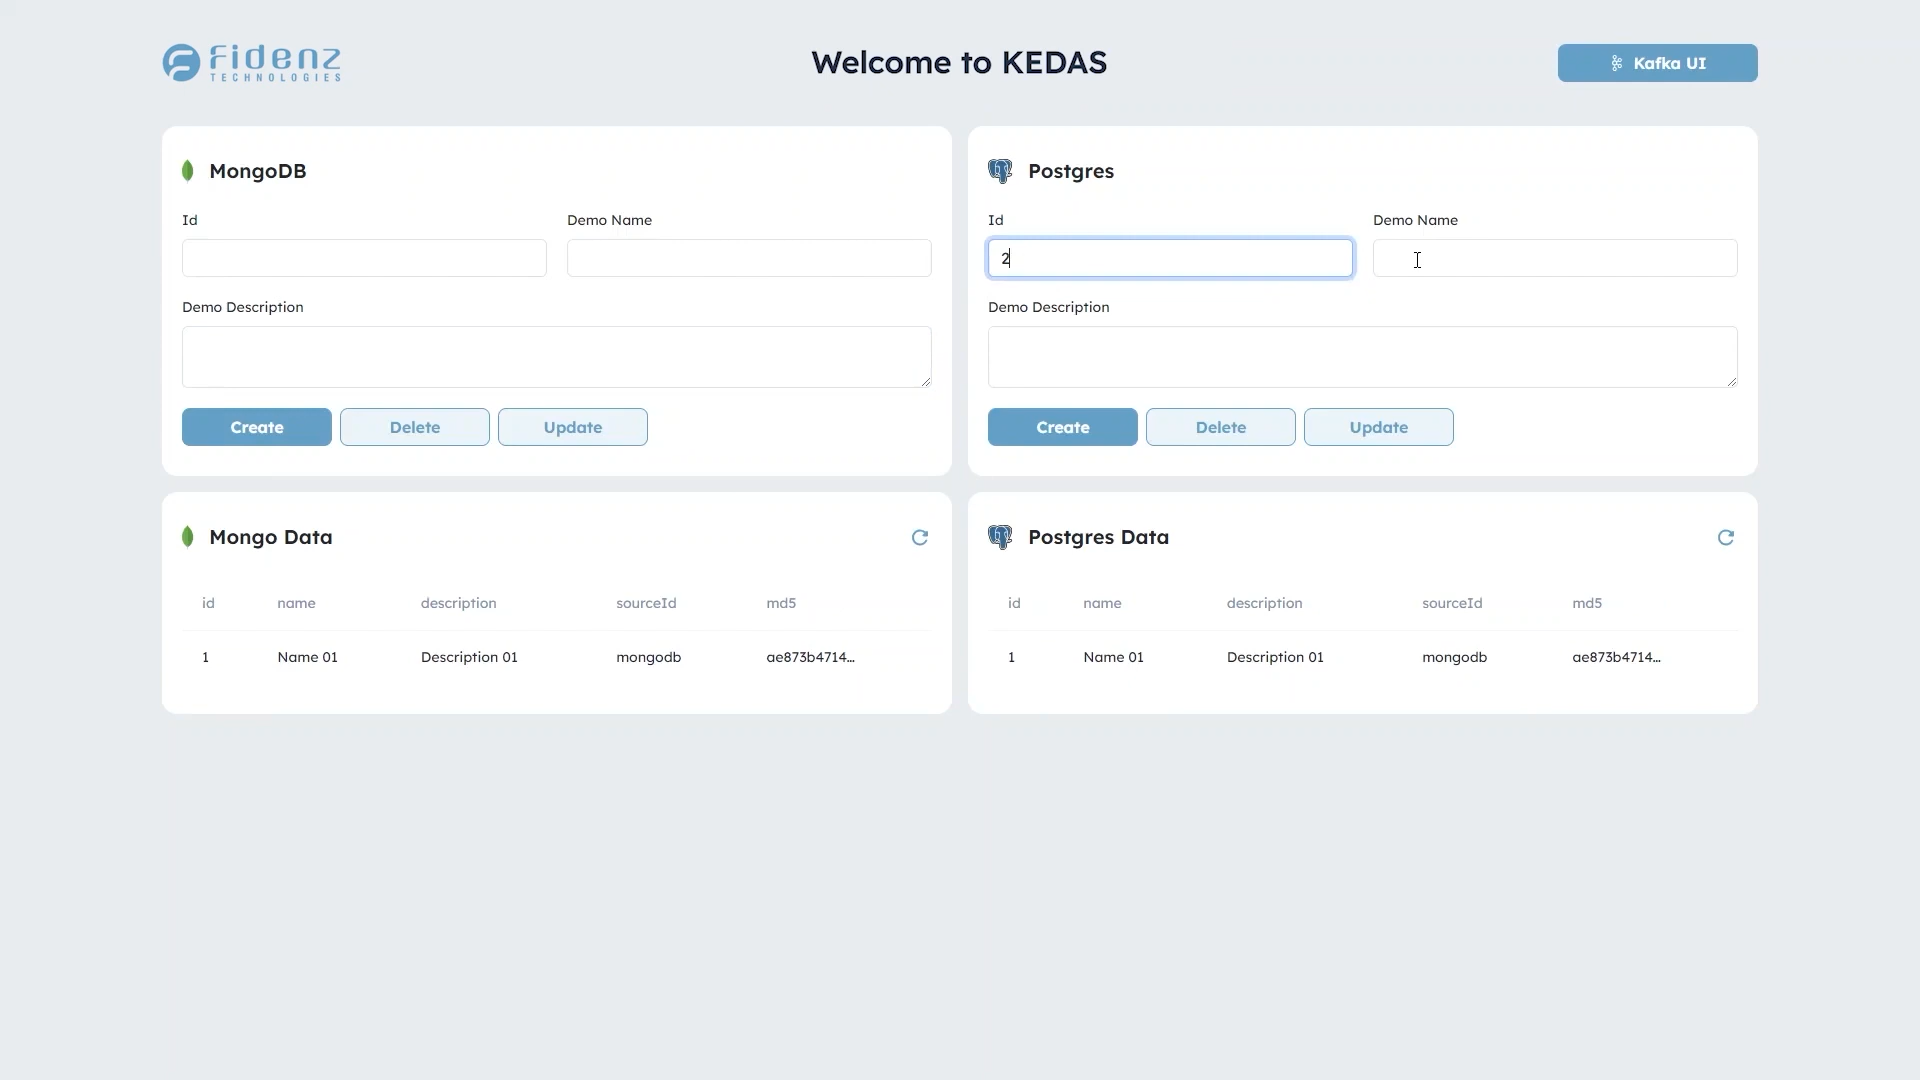 Fidenz
TECHNOLOGIES
Welcome to KEDAS
Kafka UI
MongoDB
Id
Demo Name
Demo Description
Create
Delete
Update
Postgres
Id
Demo Name
2
Demo Description
Create
Delete
Update
Mongo Data
id name description sourceId md5
1 Name 01 Description 01 mongodb ae873b4714...
Postgres Data
id name description sourceId md5
1 Name 01 Description 01 mongodb ae873b4714...